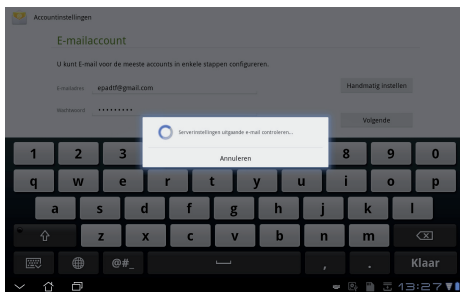 Accountinstellingen
E-mailaccount
U kunt E-mail voor de meeste accounts in enkele stappen configureren.
E-mailadres epadtf@gmail.com Handmatig instellen
Wachtwoord •••••••••
Volgende
Serverinstellingen uitgaande e-mail controleren...
Annuleren
1 2 3 8 9 0
q w e r t y u i o p
a s d f g h j k l
z x c v b n m
@#_ , . Klaar
13:27